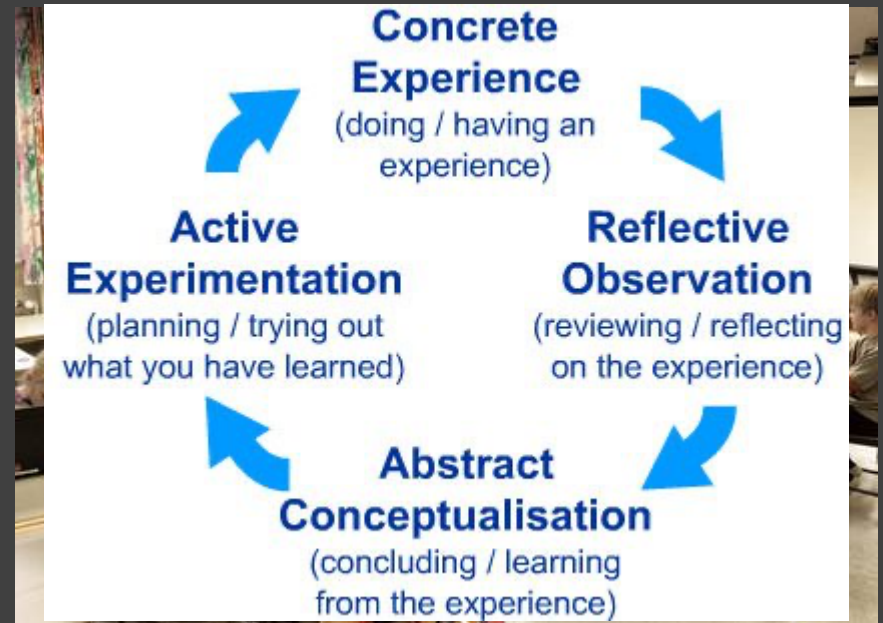 Concrete
Experience
(doing / having an
experience)
Reflective
Observation
(reviewing / reflecting
on the experience)
Abstract
Conceptualisation
(concluding / learning
from the experience)
Active
Experimentation
(planning / trying out
what you have learned)